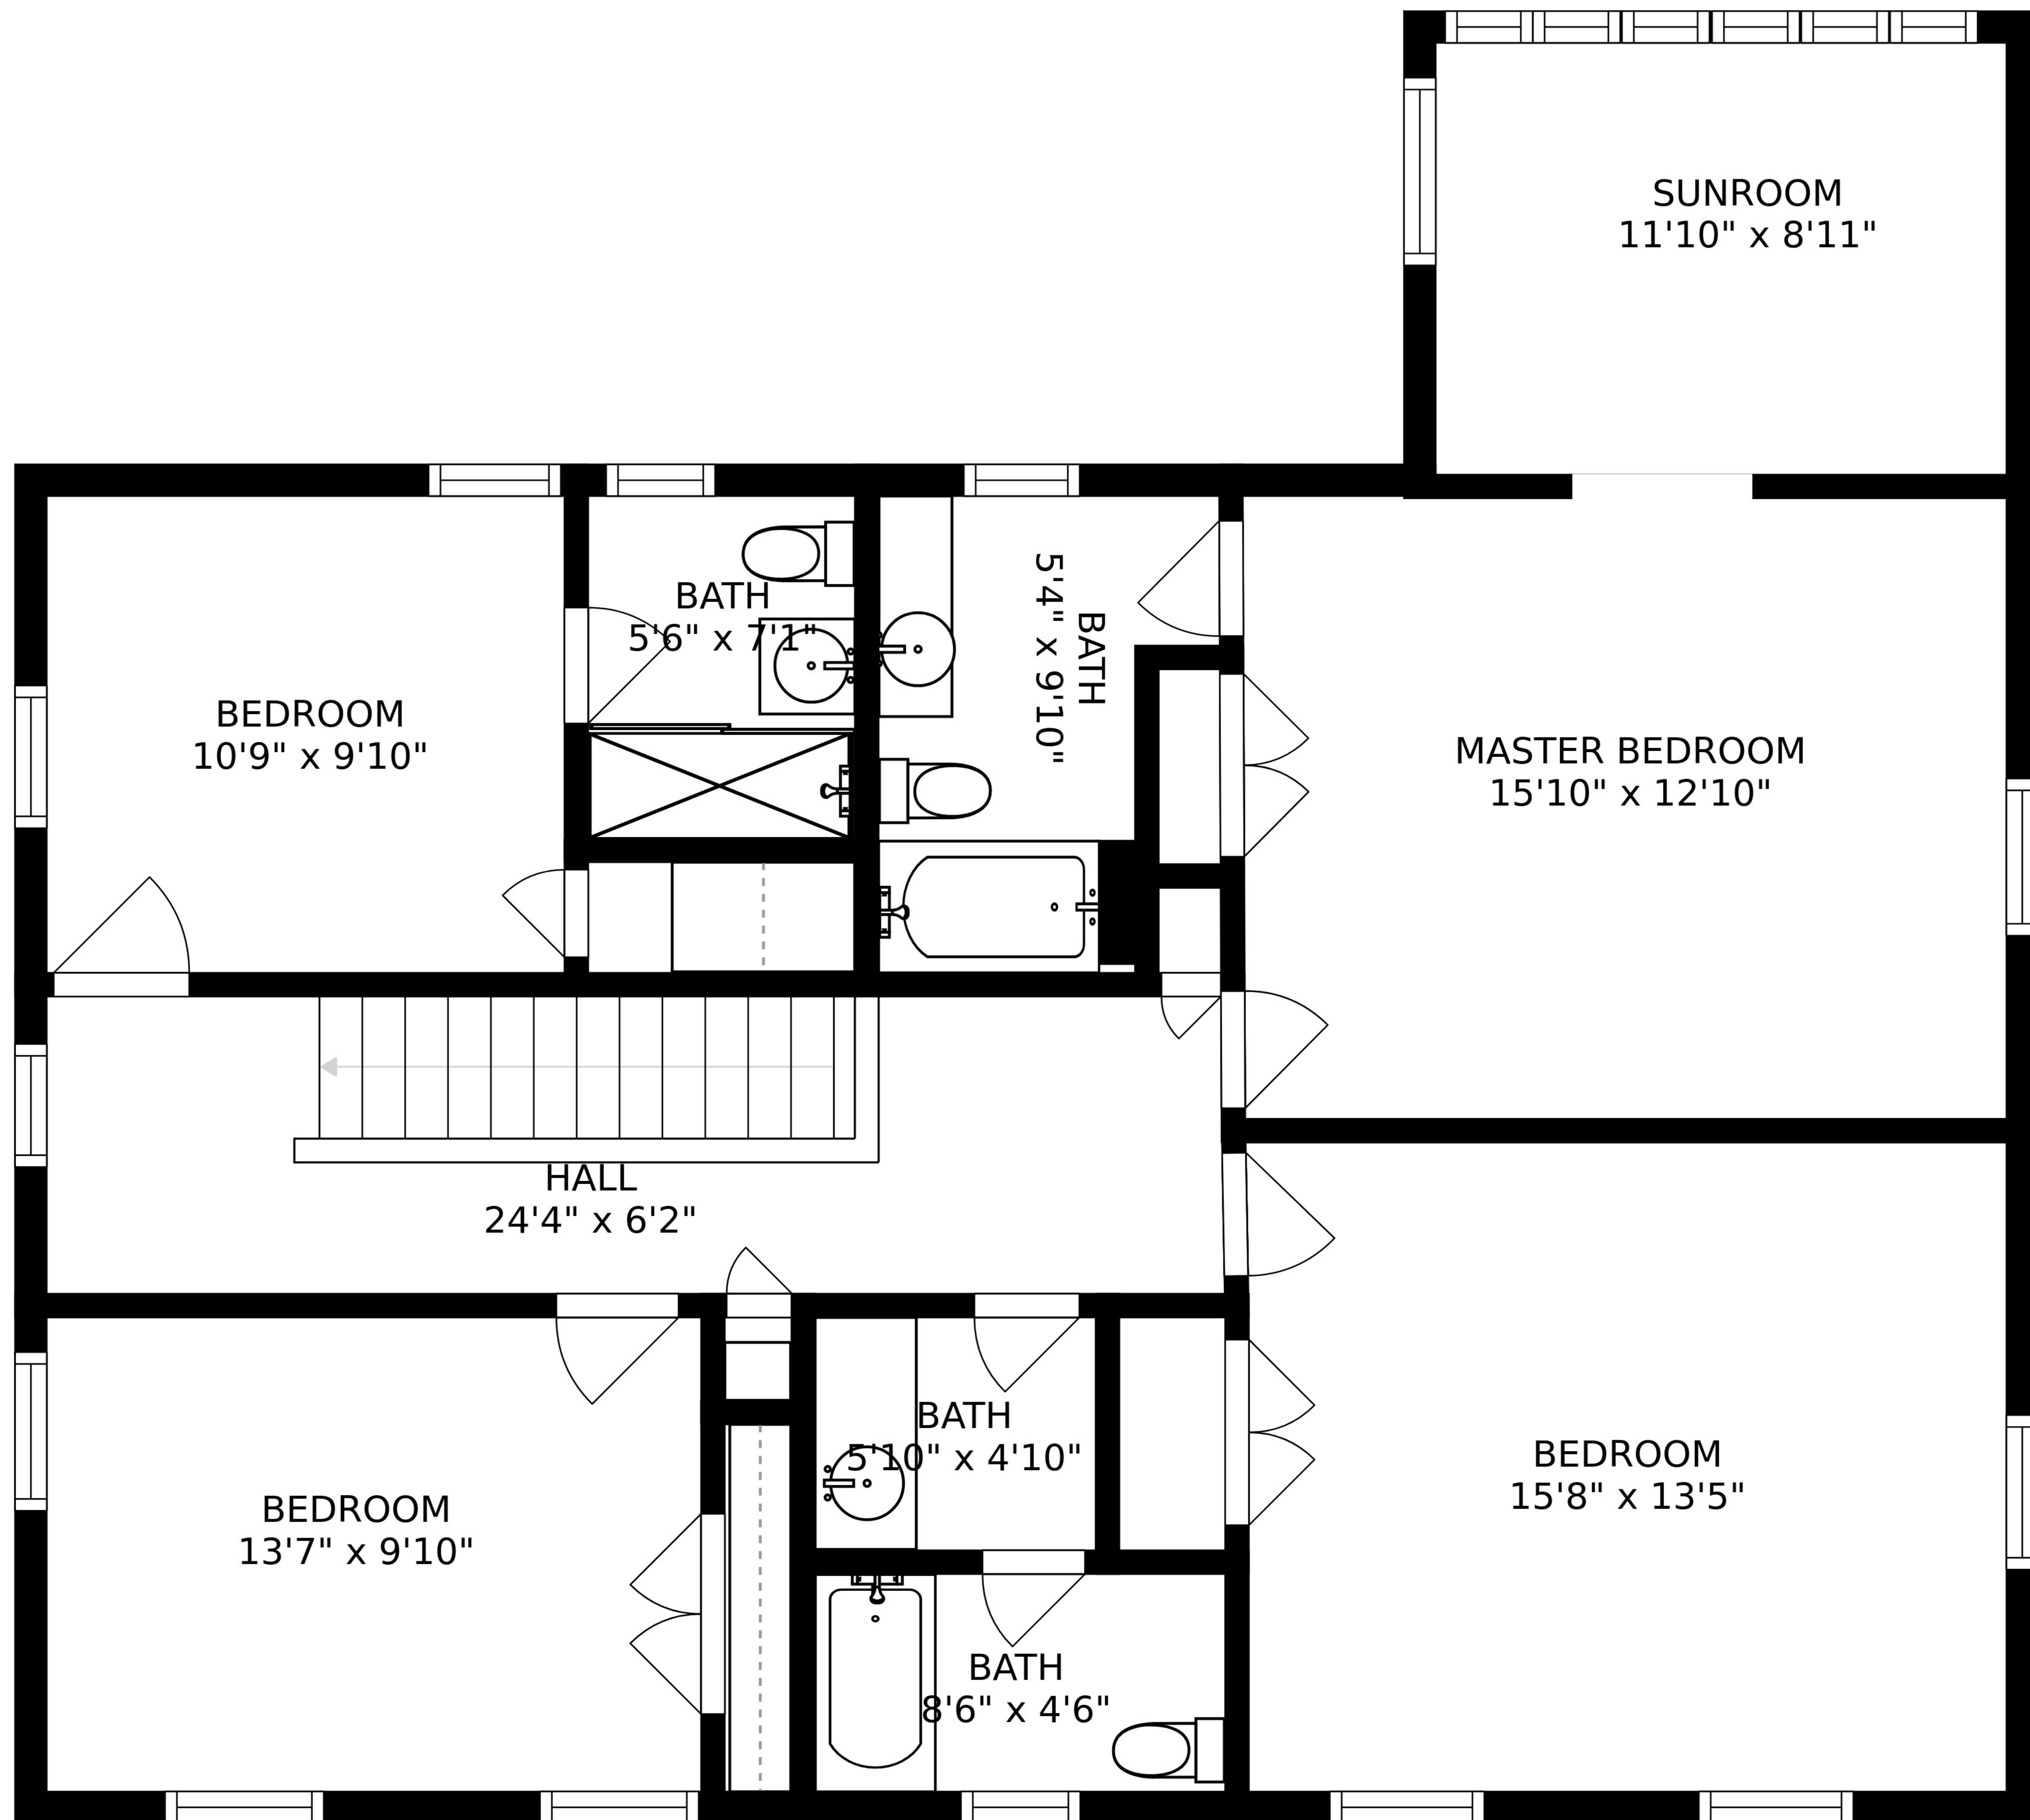 SUNROOM
11'10" x 8'11"
BATH
5'6" x 7'1"
BATH
5'4" x 9'10"
BEDROOM
10'9" x 9'10"
MASTER BEDROOM
15'10" x 12'10"
HALL
24'4" x 6'2"
BATH
5'10" x 4'10"
BEDROOM
15'8" x 13'5"
BEDROOM
13'7" x 9'10"
BATH
8'6" x 4'6"